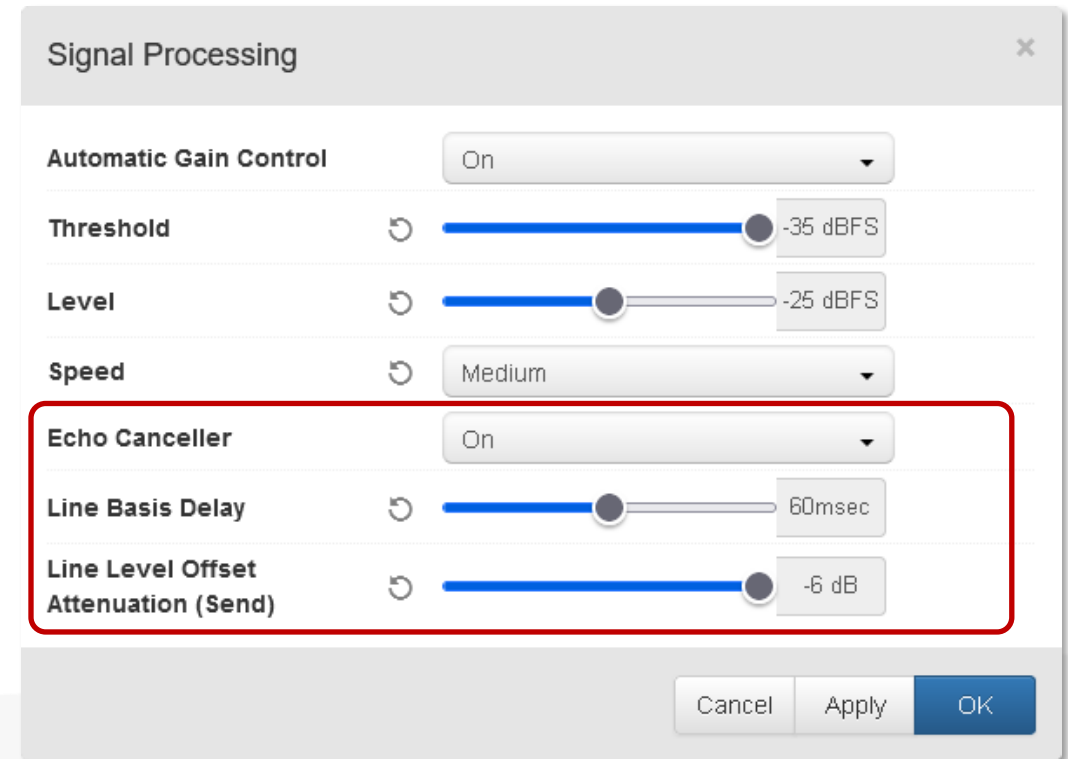 Signal Processing ×
Automatic Gain Control On
Threshold -35 dBFS
Level -25 dBFS
Speed Medium
Echo Canceller On
Line Basis Delay 60msec
Line Level Offset
Attenuation (Send) -6 dB
Cancel Apply OK